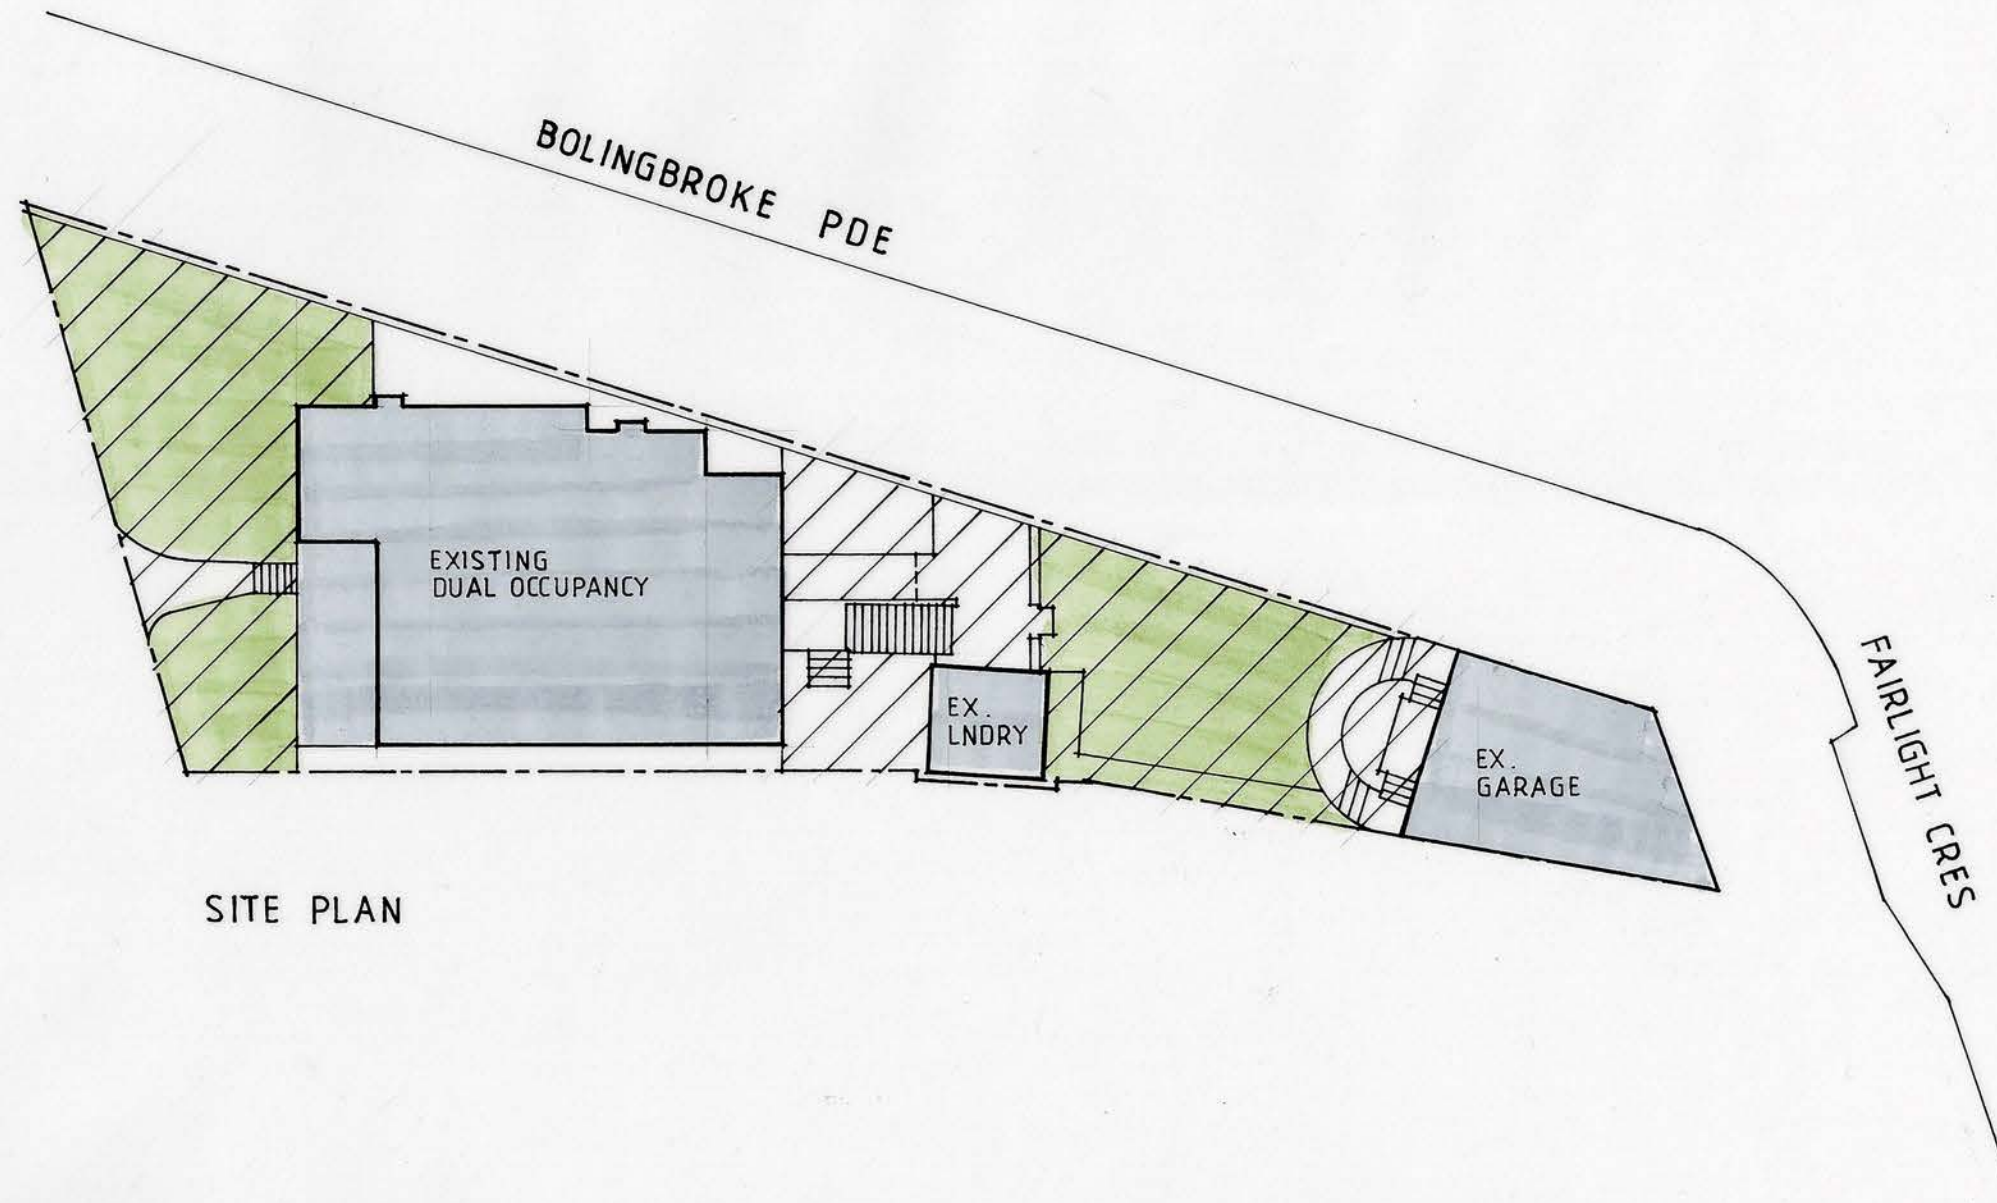 BOLINGBROKE PDE
FAIRLIGHT CRES
EXISTING
DUAL OCCUPANCY
EX.
LNDRY
EX.
GARAGE
SITE PLAN